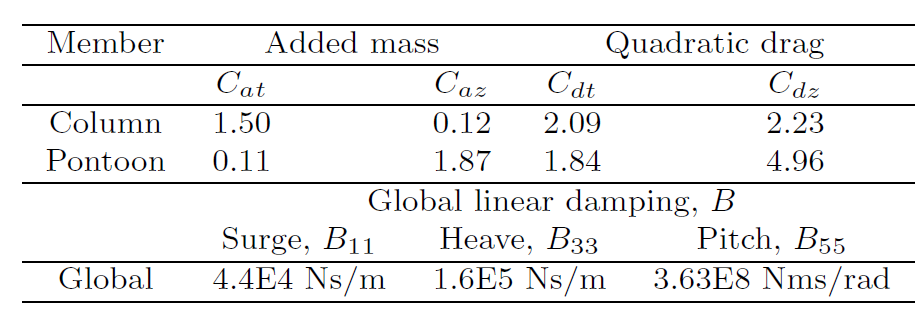 Member Added mass Quadratic drag
C_{at} C_{az} C_{dt} C_{dz}
Column 1.50 0.12 2.09 2.23
Pontoon 0.11 1.87 1.84 4.96
Global linear damping, B
Surge, B_{11} Heave, B_{33} Pitch, B_{55}
Global 4.4E4 Ns/m 1.6E5 Ns/m 3.63E8 Nms/rad